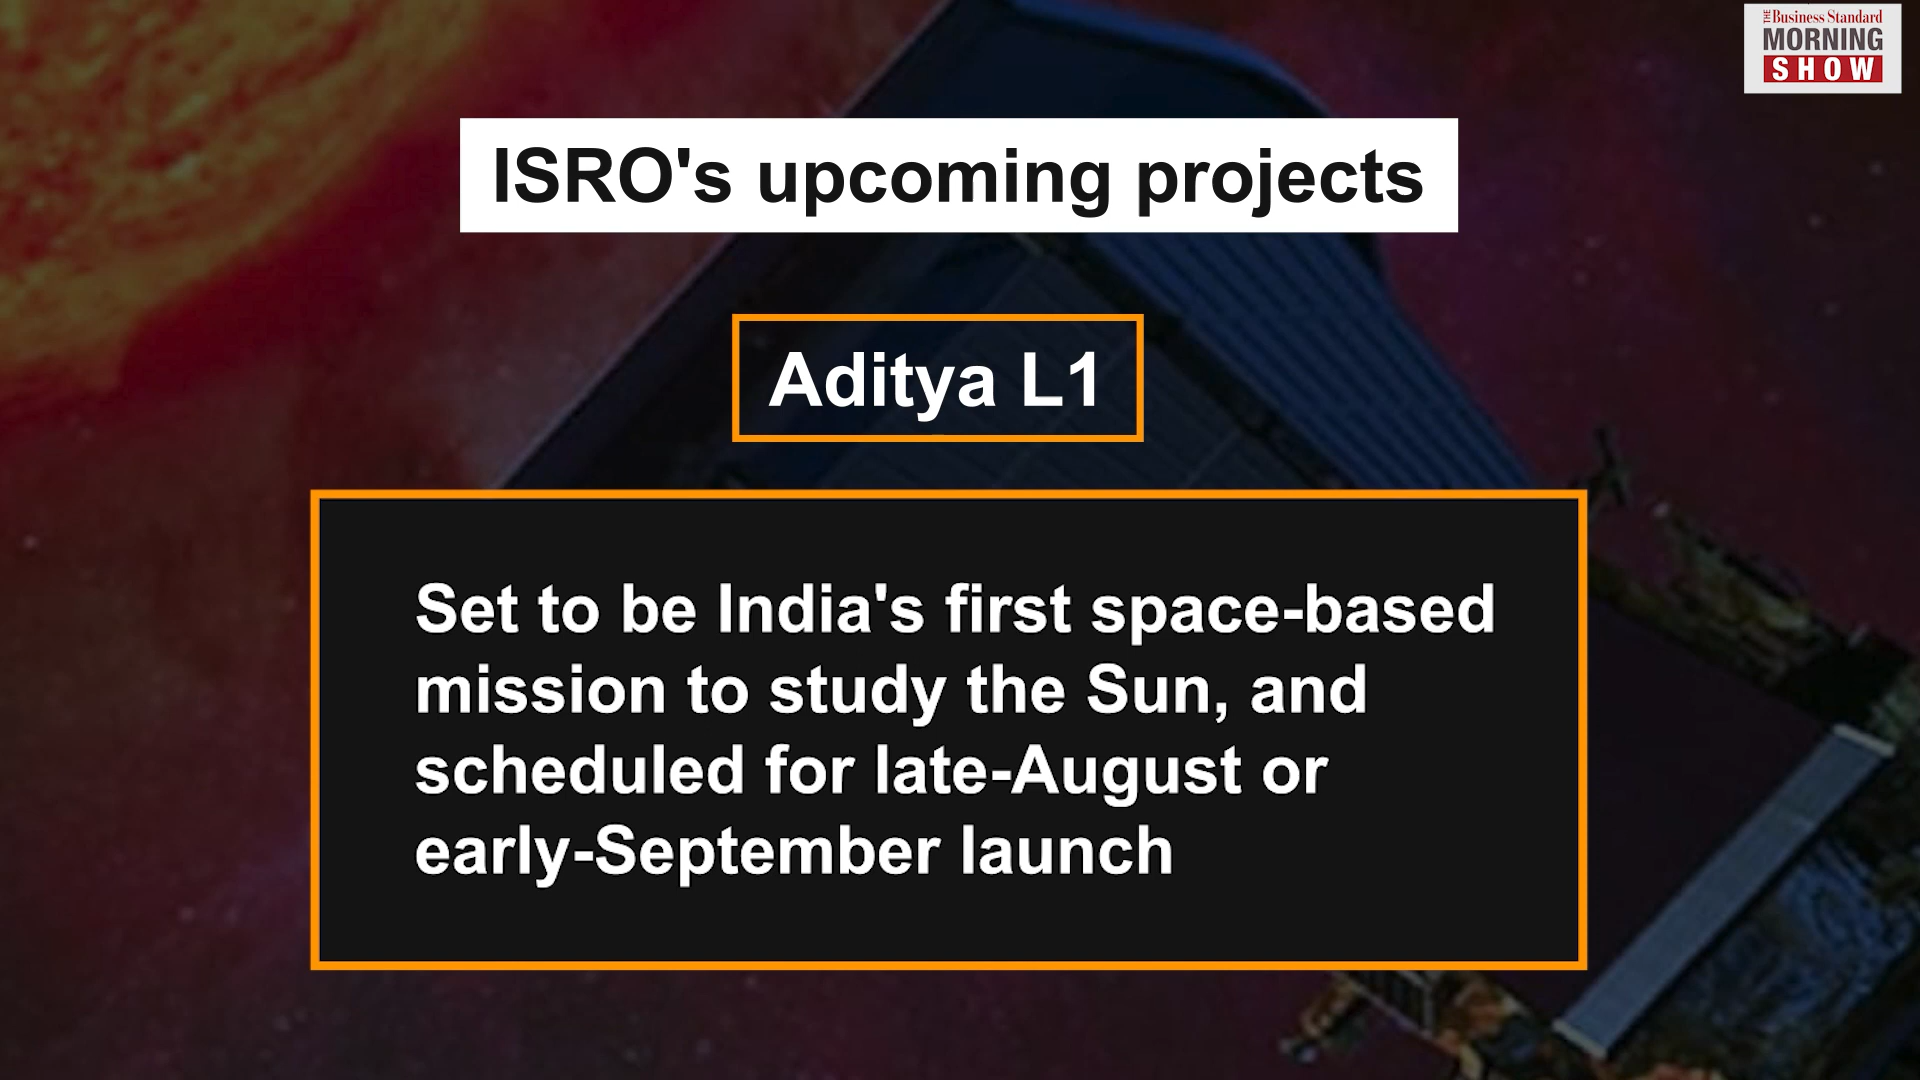 THE Business Standard
MORNING
SHOW
ISRO's upcoming projects
Aditya L1
Set to be India's first space-based
mission to study the Sun, and
scheduled for late-August or
early-September launch